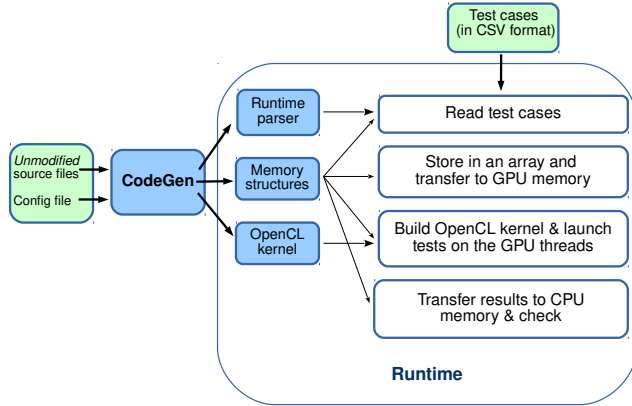 Test cases
(in CSV format)
Runtime
parser
Read test cases
Unmodified
source files
Config file
CodeGen
Memory
structures
Store in an array and
transfer to GPU memory
OpenCL
kernel
Build OpenCL kernel & launch
tests on the GPU threads
Transfer results to CPU
memory & check
Runtime